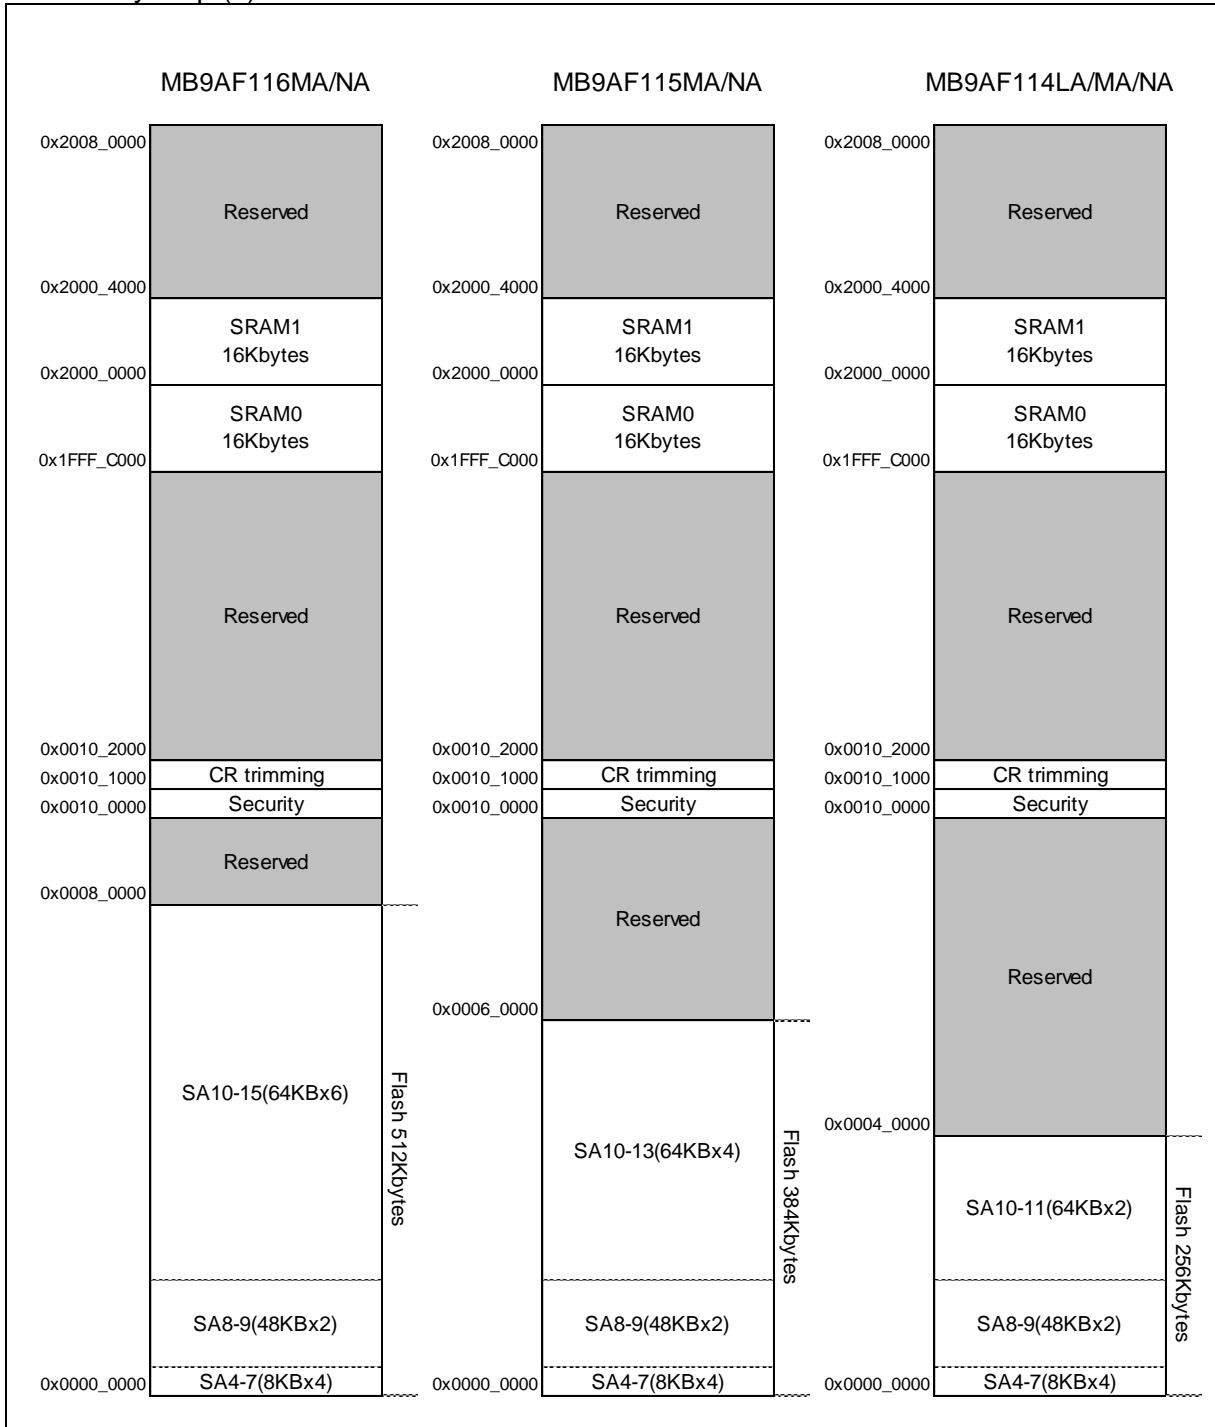 MB9AF116MA/NA
0x2008_0000
Reserved
0x2000_4000
SRAM1
16Kbytes
0x2000_0000
SRAM0
16Kbytes
0x1FFF_C000
Reserved
0x0010_2000
CR trimming
0x0010_1000
Security
0x0010_0000
Reserved
0x0008_0000
SA10-15(64KBx6)
Flash 512Kbytes
SA8-9(48KBx2)
SA4-7(8KBx4)
0x0000_0000
MB9AF115MA/NA
0x2008_0000
Reserved
0x2000_4000
SRAM1
16Kbytes
0x2000_0000
SRAM0
16Kbytes
0x1FFF_C000
Reserved
0x0010_2000
CR trimming
0x0010_1000
Security
0x0010_0000
Reserved
0x0006_0000
SA10-13(64KBx4)
Flash 384Kbytes
SA8-9(48KBx2)
SA4-7(8KBx4)
0x0000_0000
MB9AF114LA/MA/NA
0x2008_0000
Reserved
0x2000_4000
SRAM1
16Kbytes
0x2000_0000
SRAM0
16Kbytes
0x1FFF_C000
Reserved
0x0010_2000
CR trimming
0x0010_1000
Security
0x0010_0000
Reserved
0x0004_0000
SA10-11(64KBx2)
Flash 256Kbytes
SA8-9(48KBx2)
SA4-7(8KBx4)
0x0000_0000